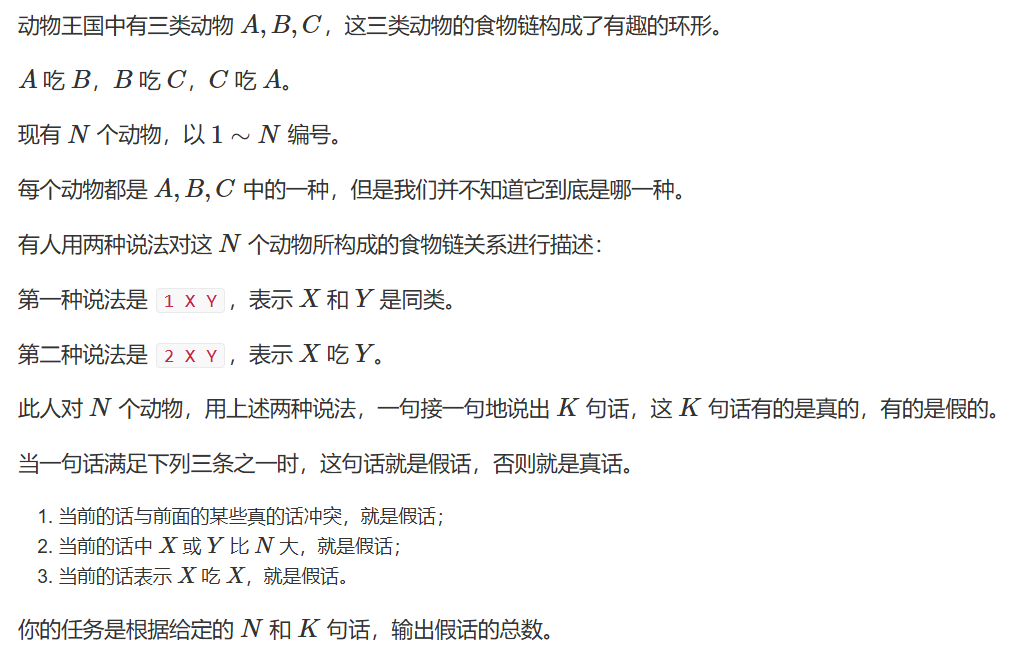 动物王国中有三类动物 A, B, C，这三类动物的食物链构成了有趣的环形。
A 吃 B，B 吃 C，C 吃 A。
现有 N 个动物，以 1 ∼ N 编号。
每个动物都是 A, B, C 中的一种，但是我们并不知道它到底是哪一种。
有人用两种说法对这 N 个动物所构成的食物链关系进行描述：
第一种说法是 1 X Y，表示 X 和 Y 是同类。
第二种说法是 2 X Y，表示 X 吃 Y。
此人对 N 个动物，用上述两种说法，一句接一句地说出 K 句话，这 K 句话有的是真的，有的是假的。
当一句话满足下列三条之一时，这句话就是假话，否则就是真话。
1. 当前的话与前面的某些真的话冲突，就是假话；
2. 当前的话中 X 或 Y 比 N 大，就是假话；
3. 当前的话表示 X 吃 X，就是假话。
你的任务是根据给定的 N 和 K 句话，输出假话的总数。